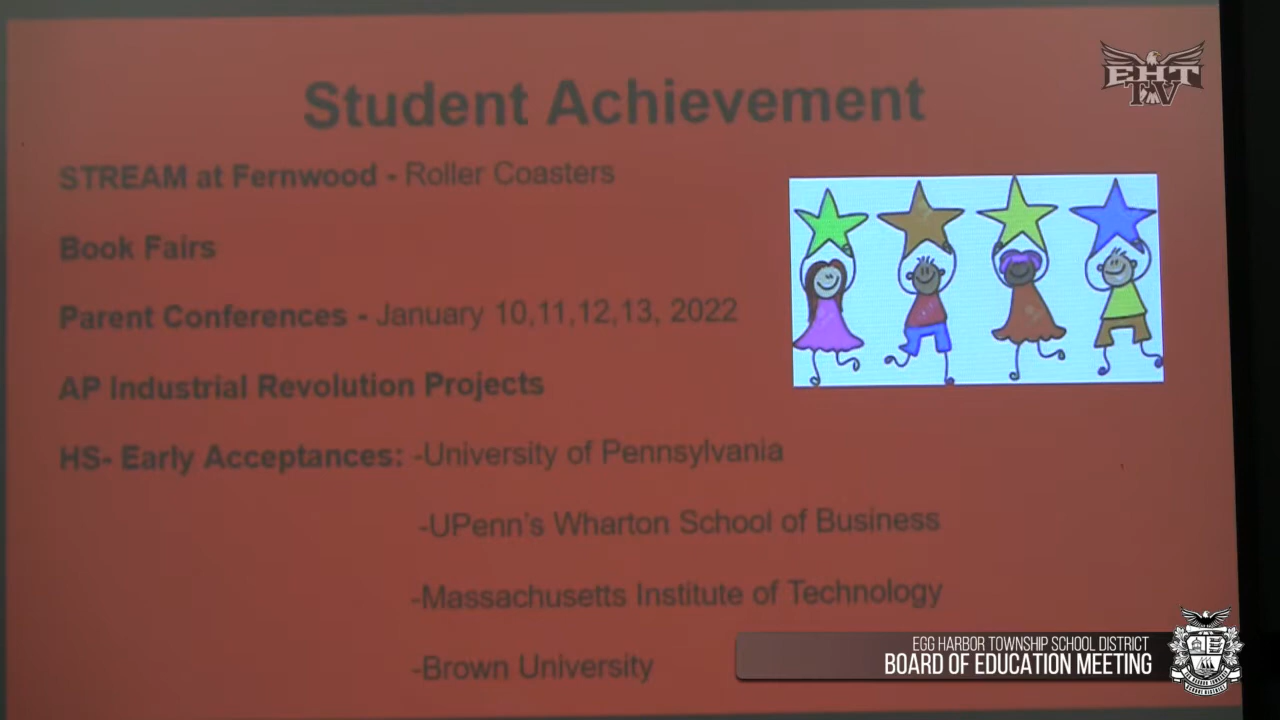 EHT
TV
Student Achievement
STREAM at Fernwood - Roller Coasters
Book Fairs
Parent Conferences - January 10,11,12,13, 2022
AP Industrial Revolution Projects
HS- Early Acceptances: -University of Pennsylvania
-UPenn's Wharton School of Business
-Massachusetts Institute of Technology
-Brown University
EGG HARBOR TOWNSHIP SCHOOL DISTRICT
BOARD OF EDUCATION MEETING